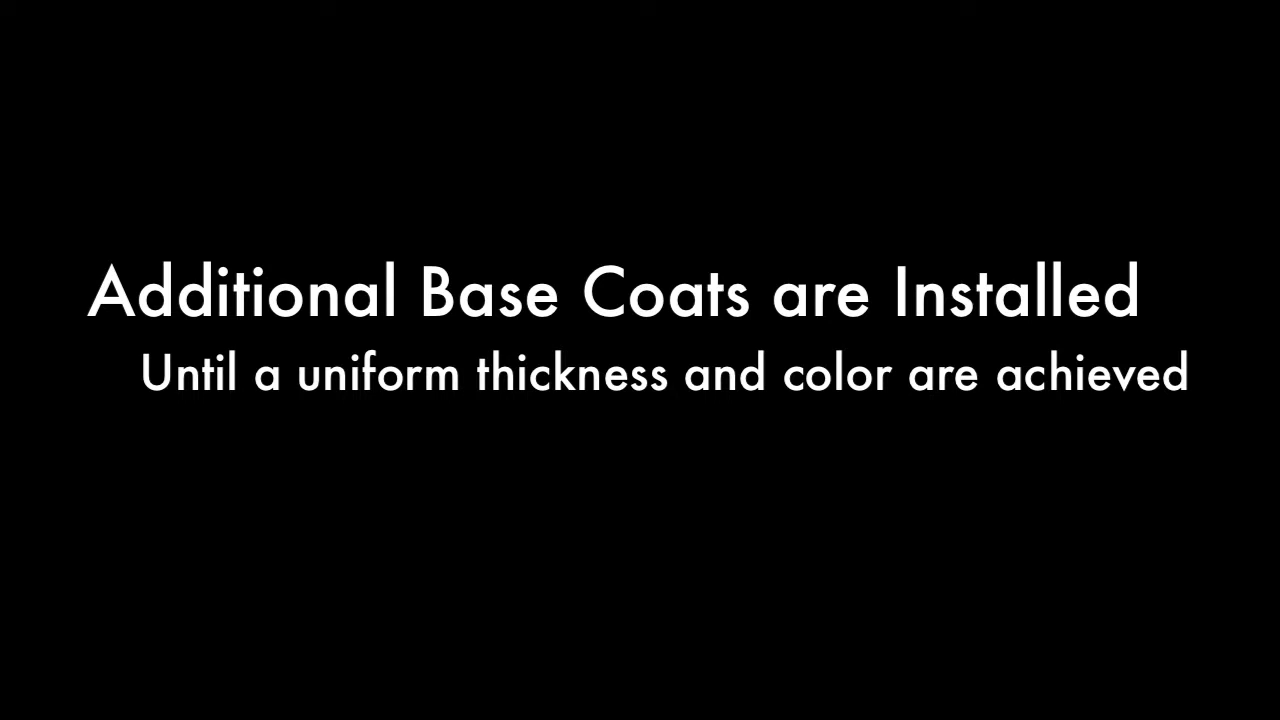 Additional Base Coats are Installed
Until a uniform thickness and color are achieved